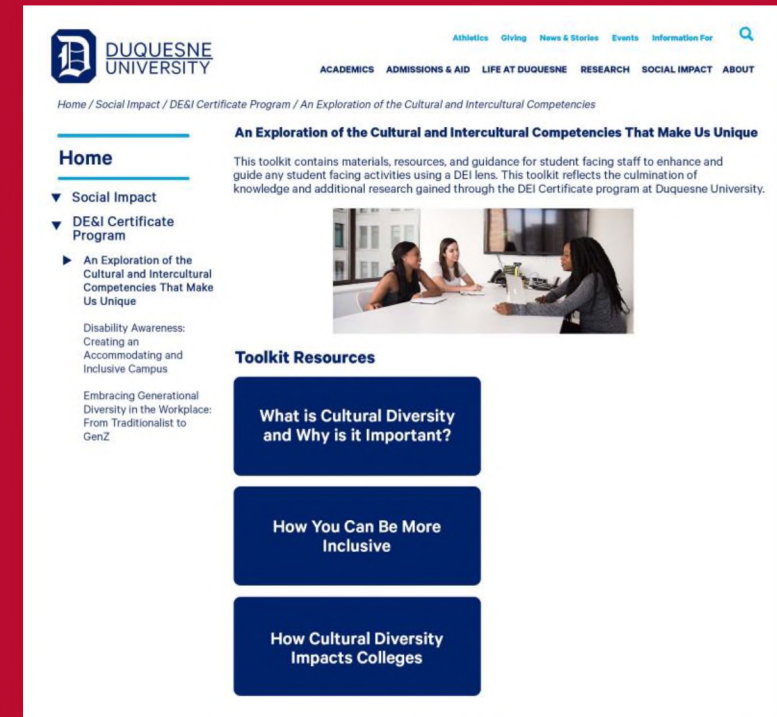 DUQUESNE
UNIVERSITY
Athletics Giving News & Stories Events Information For
ACADEMICS ADMISSIONS & AID LIFE AT DUQUESNE RESEARCH SOCIAL IMPACT ABOUT
Home / Social Impact / DE&I Certificate Program / An Exploration of the Cultural and Intercultural Competencies
Home
▼ Social Impact
▼ DE&I Certificate
Program
▶ An Exploration of the
Cultural and Intercultural
Competencies That Make
Us Unique
Disability Awareness:
Creating an
Accommodating and
Inclusive Campus
Embracing Generational
Diversity in the Workplace:
From Traditionalist to
GenZ
An Exploration of the Cultural and Intercultural Competencies That Make Us Unique
This toolkit contains materials, resources, and guidance for student facing staff to enhance and
guide any student facing activities using a DEI lens. This toolkit reflects the culmination of
knowledge and additional research gained through the DEI Certificate program at Duquesne University.
Toolkit Resources
What is Cultural Diversity
and Why is it Important?
How You Can Be More
Inclusive
How Cultural Diversity
Impacts Colleges